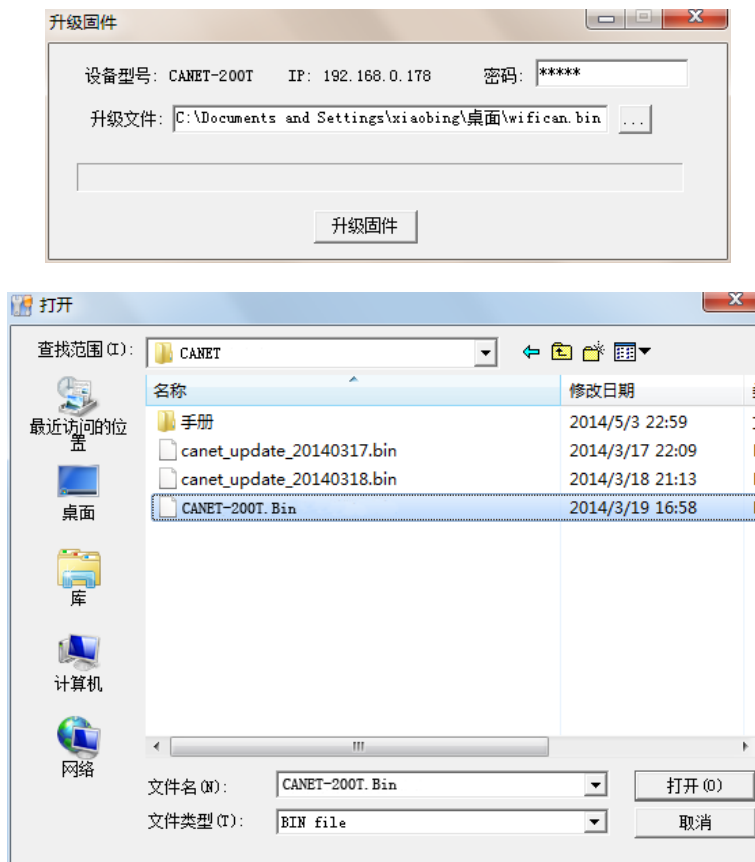 升级固件
设备型号: CANET-200T IP: 192.168.0.178 密码: *****
升级文件: C:\Documents and Settings\xiaobing\桌面\wifican.bin ...
升级固件
打开
查找范围(I): CANET
名称 修改日期
手册 2014/5/3 22:59
canet_update_20140317.bin 2014/3/17 22:09
canet_update_20140318.bin 2014/3/18 21:13
CANET-200T.Bin 2014/3/19 16:58
最近访问的位置
桌面
库
计算机
网络
文件名(N): CANET-200T.Bin 打开(O)
文件类型(T): BIN file 取消